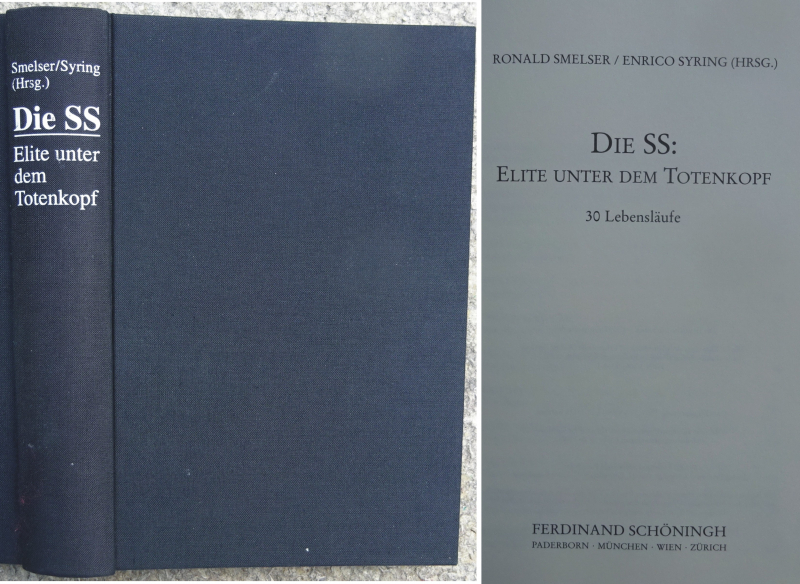 Smelser/Syring
(Hrsg.)
Die SS
Elite unter
dem
Totenkopf
RONALD SMELSER / ENRICO SYRING (HRSG.)
DIE SS:
ELITE UNTER DEM TOTENKOPF
30 Lebensläufe
FERDINAND SCHÖNINGH
PADERBORN · MÜNCHEN · WIEN · ZÜRICH